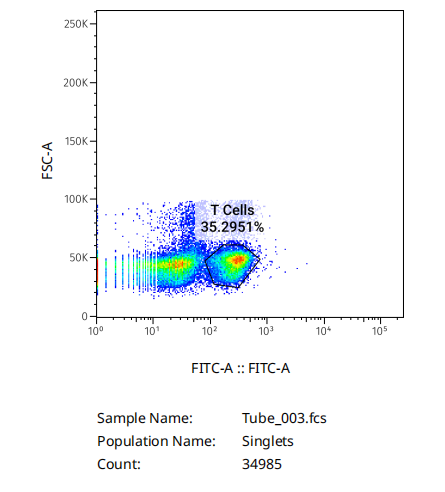 250K
200K
150K
100K
50K
0
FSC-A
T Cells
35.2951%
10⁰ 10¹ 10² 10³ 10⁴ 10⁵
FITC-A :: FITC-A
Sample Name: Tube_003.fcs
Population Name: Singlets
Count: 34985